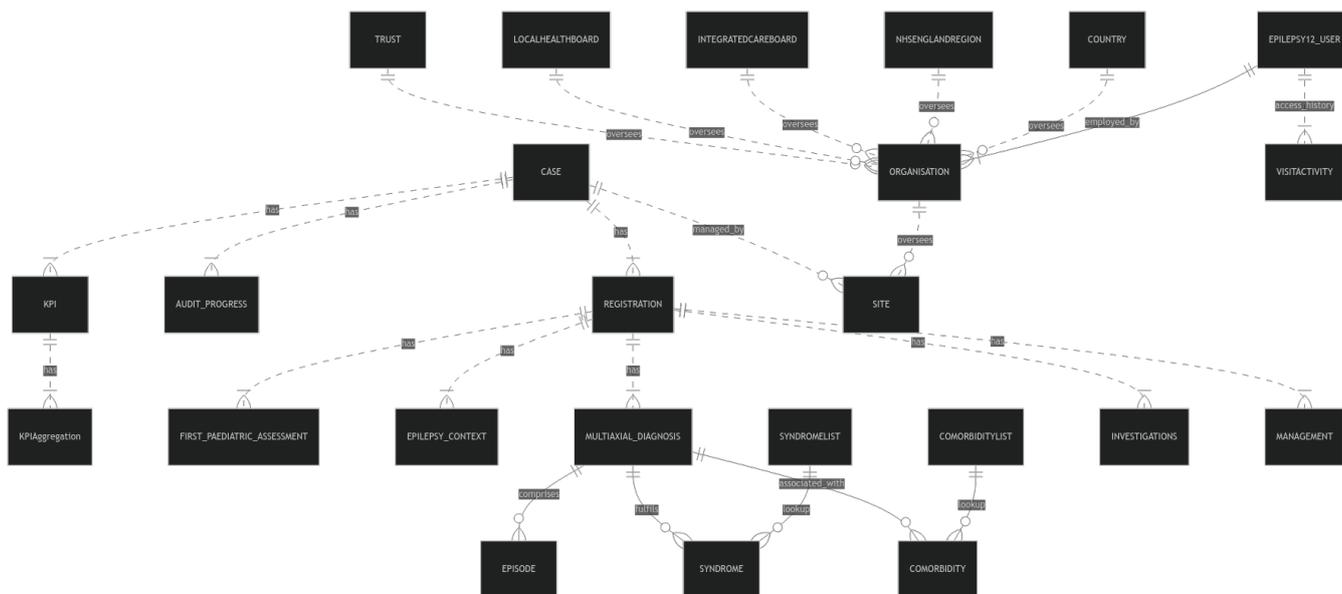 TRUST
LOCALHEALTHBOARD
INTEGRATEDCAREBOARD
NHSENGLANDREGION
COUNTRY
EPILEPSY12_USER
oversees
oversees
oversees
oversees
oversees
employed_by
access_history
CASE
ORGANISATION
VISITACTIVITY
has
has
has
managed_by
oversees
KPI
AUDIT_PROGRESS
REGISTRATION
SITE
has
has
has
has
has
has
KPIAggregation
FIRST_PAEDIATRIC_ASSESSMENT
EPILEPSY_CONTEXT
MULTIAXIAL_DIAGNOSIS
SYNDROMELIST
COMORBIDITYLIST
INVESTIGATIONS
MANAGEMENT
comprises
fulfils
associated_with
lookup
lookup
EPISODE
SYNDROME
COMORBIDITY